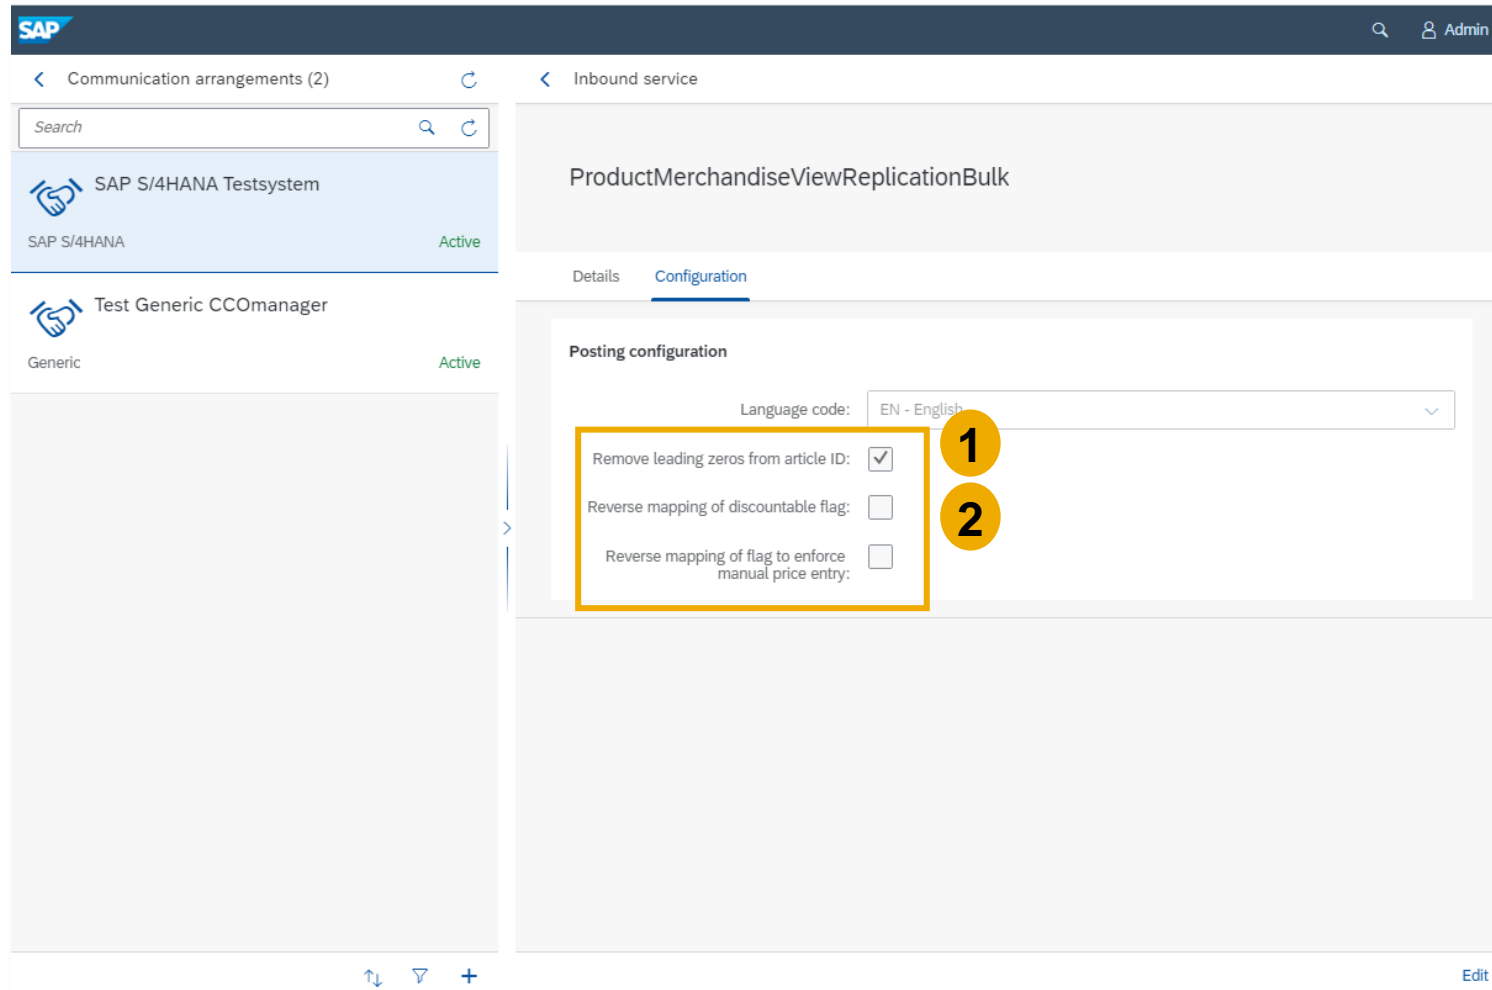 SAP
Admin
Communication arrangements (2)
Inbound service
Search
SAP S/4HANA Testsystem
SAP S/4HANA
Active
Test Generic CCOmanager
Generic
Active
ProductMerchandiseViewReplicationBulk
Details
Configuration
Posting configuration
Language code:
EN - English
Remove leading zeros from article ID:
1
Reverse mapping of discountable flag:
2
Reverse mapping of flag to enforce
manual price entry:
Edit